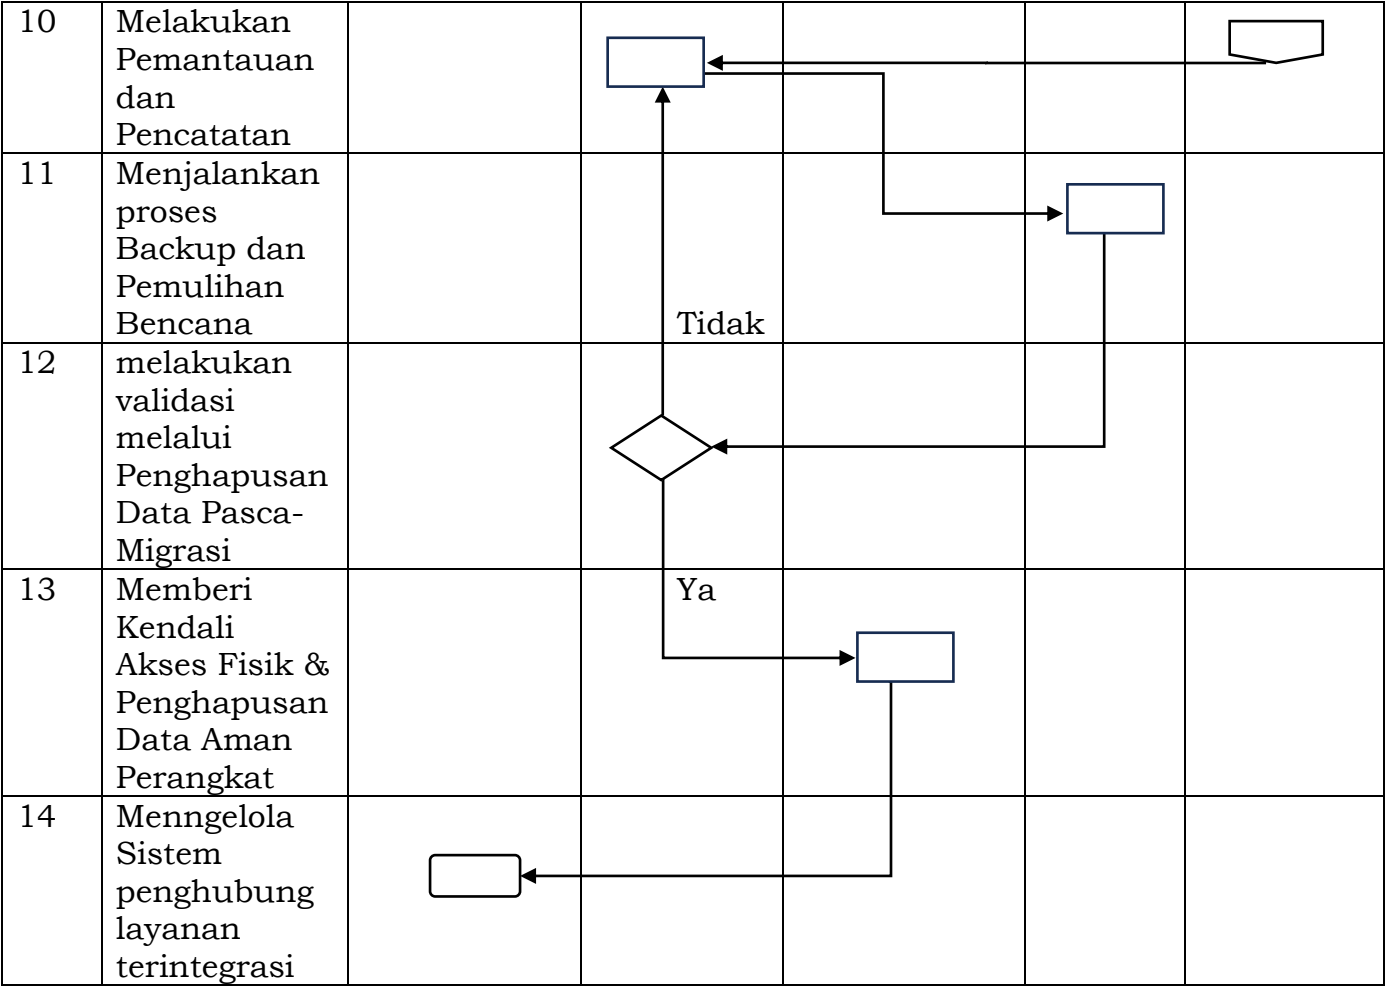 10 Melakukan
Pemantauan
dan
Pencatatan
11 Menjalankan
proses
Backup dan
Pemulihan
Bencana
Tidak
12 melakukan
validasi
melalui
Penghapusan
Data Pasca-
Migrasi
13 Memberi
Kendali
Akses Fisik &
Penghapusan
Data Aman
Perangkat
Ya
14 Menngelola
Sistem
penghubung
layanan
terintegrasi